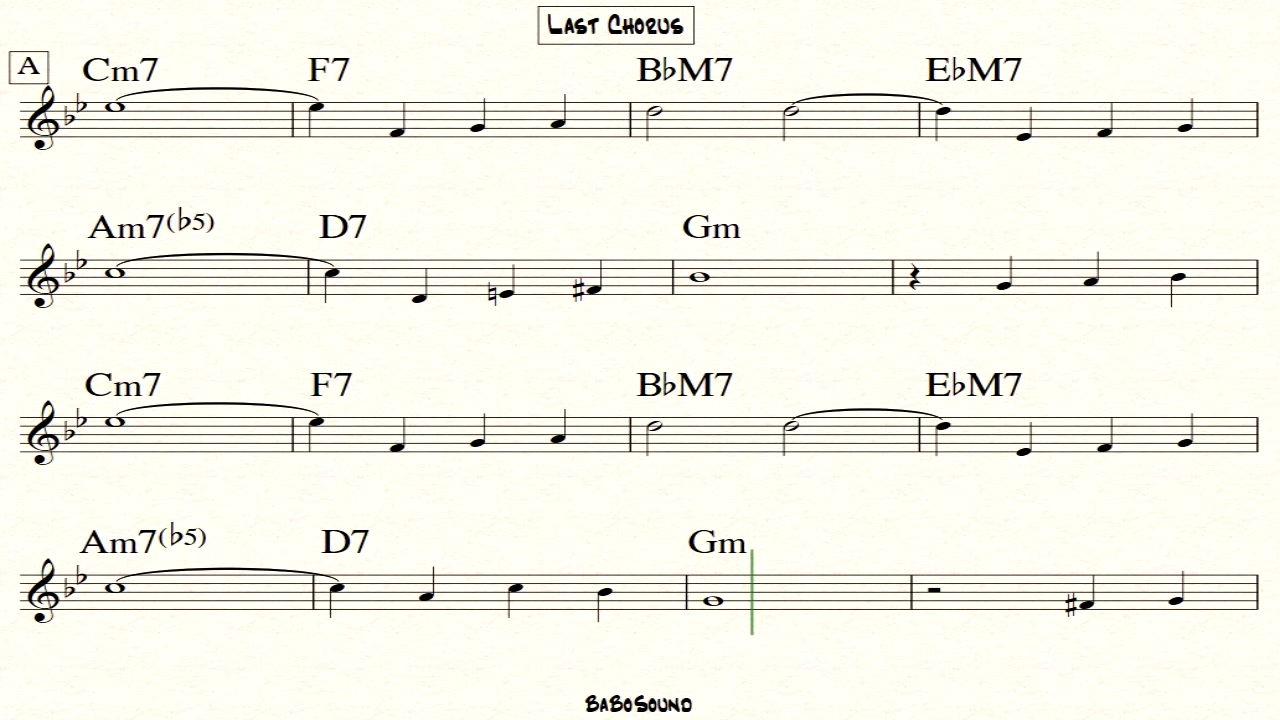 Last Chorus
A Cm7 F7 B♭M7 E♭M7
Am7(♭5) D7 Gm
Cm7 F7 B♭M7 E♭M7
Am7(♭5) D7 Gm
BaBoSound